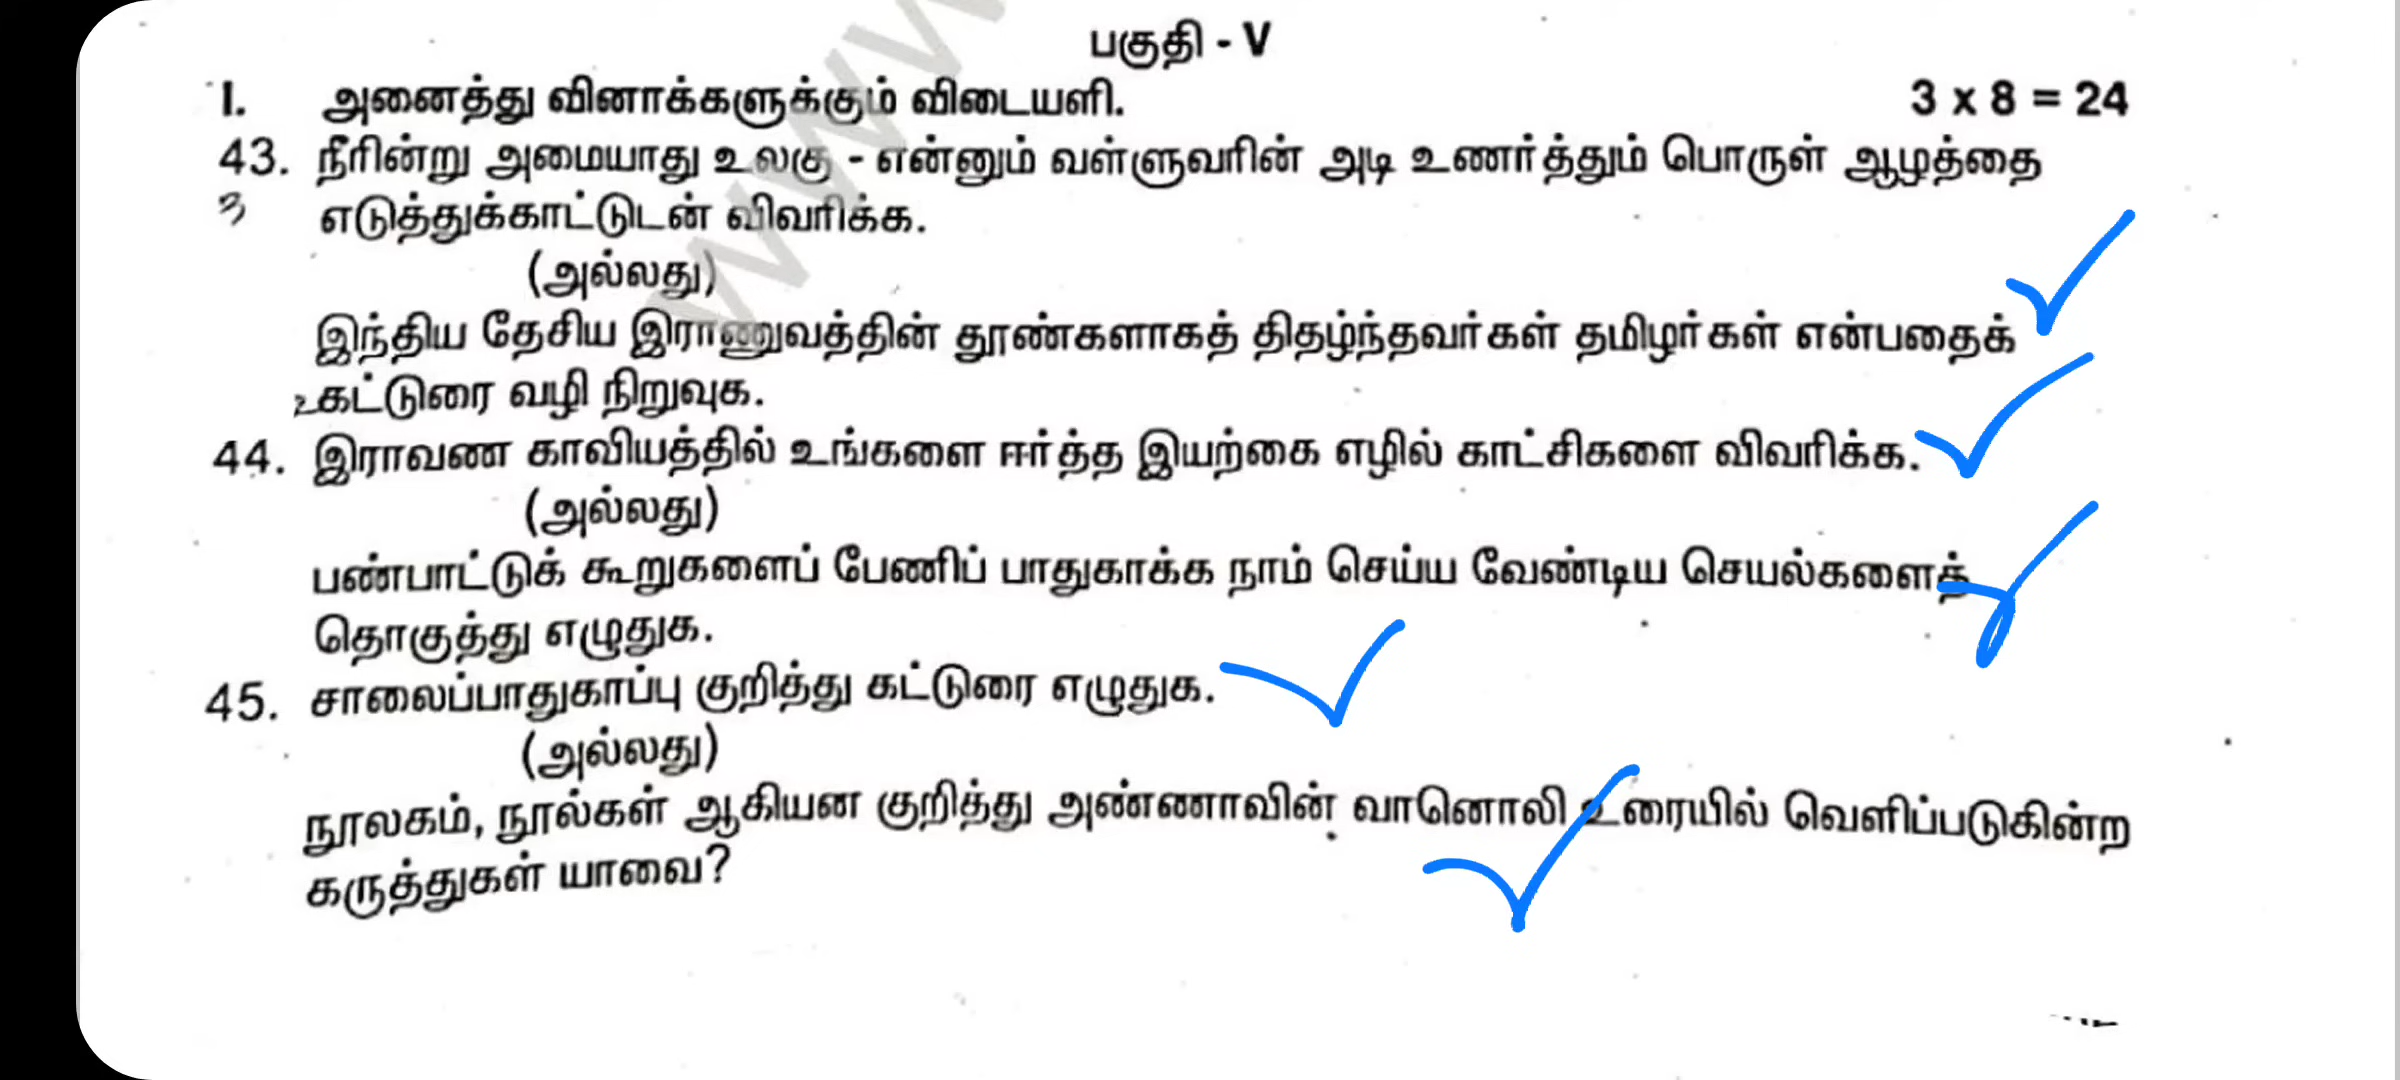 பகுதி - V
I. அனைத்து வினாக்களுக்கும் விடையளி. 3 x 8 = 24
43. நீரின்று அமையாது உலகு - என்னும் வள்ளுவரின் அடி உணர்த்தும் பொருள் ஆழத்தை
எடுத்துக்காட்டுடன் விவரிக்க.
(அல்லது)
இந்திய தேசிய இராணுவத்தின் தூண்களாகத் திதழ்ந்தவர்கள் தமிழர்கள் என்பதைக்
கட்டுரை வழி நிறுவுக.
44. இராவண காவியத்தில் உங்களை ஈர்த்த இயற்கை எழில் காட்சிகளை விவரிக்க.
(அல்லது)
பண்பாட்டுக் கூறுகளைப் பேணிப் பாதுகாக்க நாம் செய்ய வேண்டிய செயல்களைத்
தொகுத்து எழுதுக.
45. சாலைப்பாதுகாப்பு குறித்து கட்டுரை எழுதுக.
(அல்லது)
நூலகம், நூல்கள் ஆகியன குறித்து அண்ணாவின் வானொலி உரையில் வெளிப்படுகின்ற
கருத்துகள் யாவை?